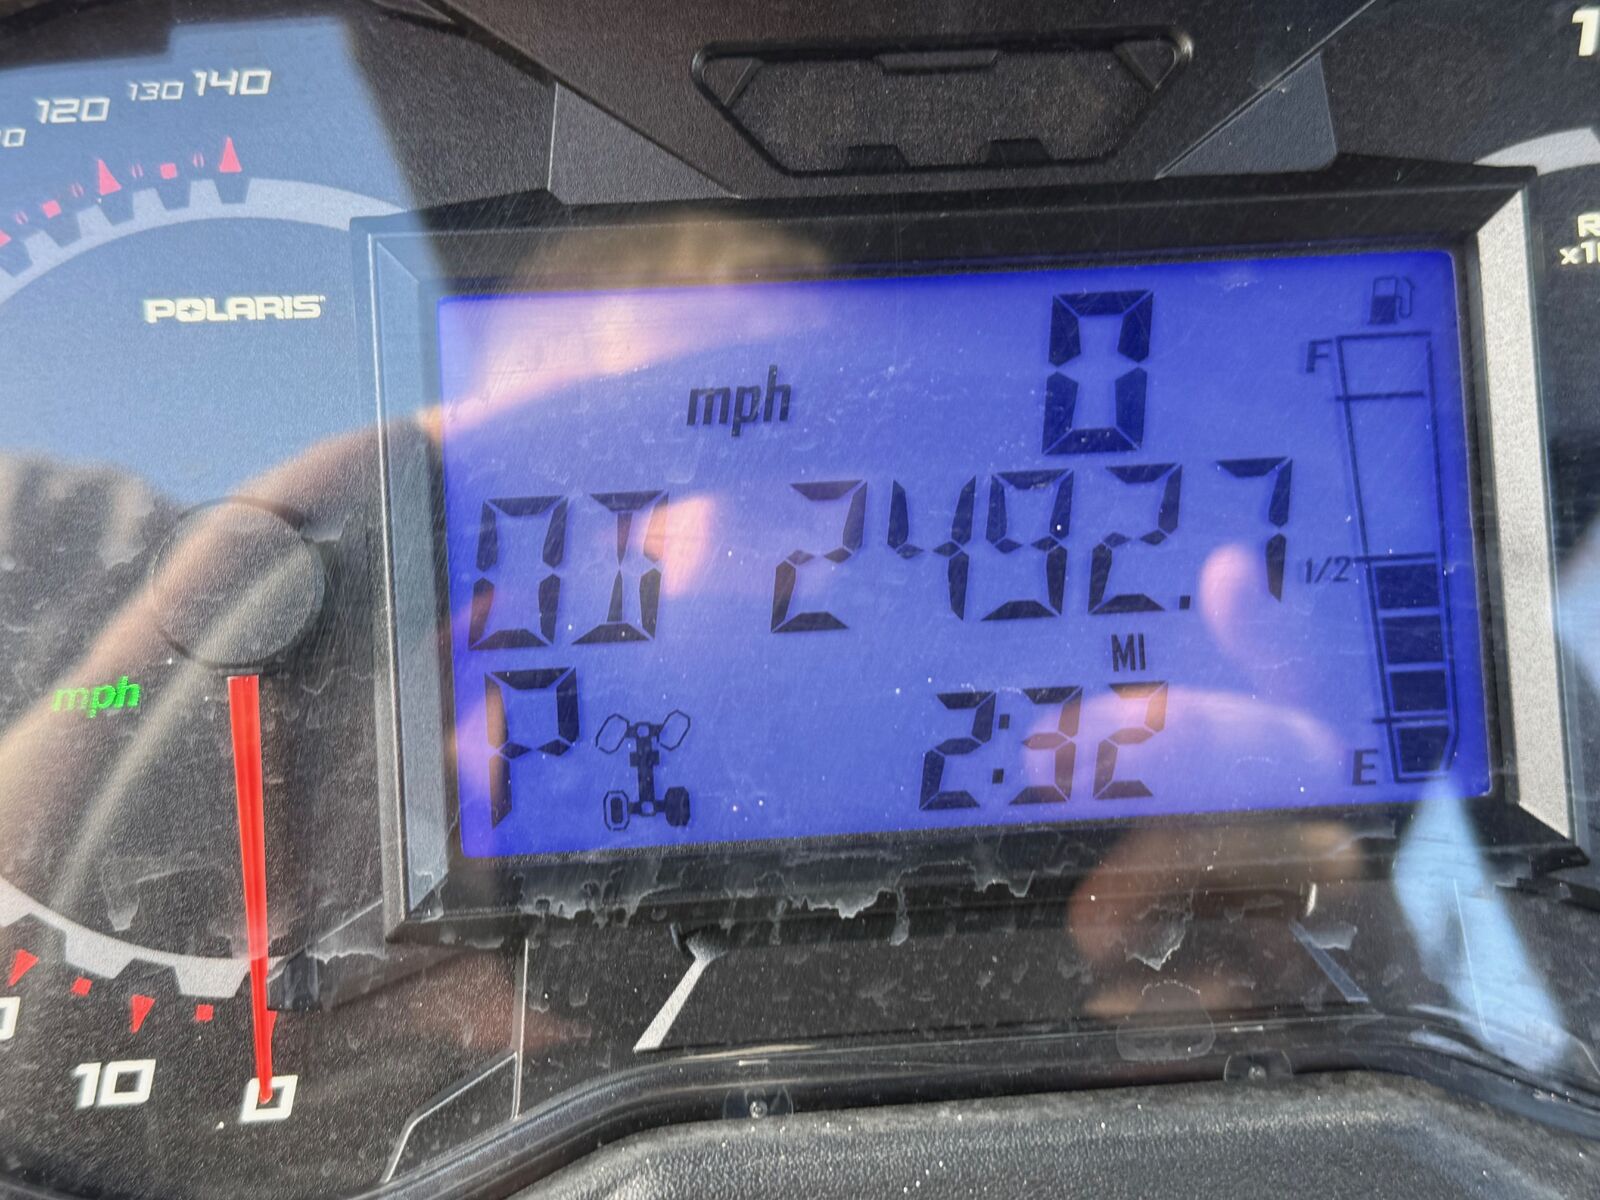 120 130 140
POLARIS
mph 0
F
OD 2492.7
1/2
MI
mph
P 2:32
E
10 0